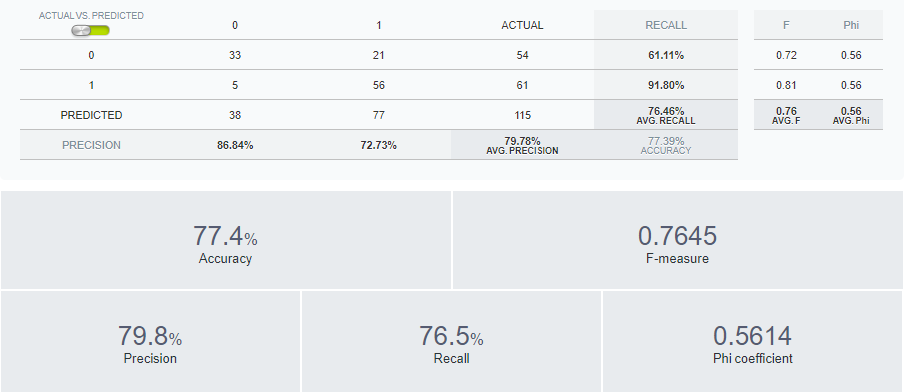 ACTUAL VS. PREDICTED 0 1 ACTUAL RECALL F Phi
0 33 21 54 61.11% 0.72 0.56
1 5 56 61 91.80% 0.81 0.56
PREDICTED 38 77 115 76.46% 0.76 0.56
AVG. RECALL AVG. F AVG. Phi
PRECISION 86.84% 72.73% 79.78% 77.39%
AVG. PRECISION ACCURACY
77.4% 0.7645
Accuracy F-measure
79.8% 76.5% 0.5614
Precision Recall Phi coefficient